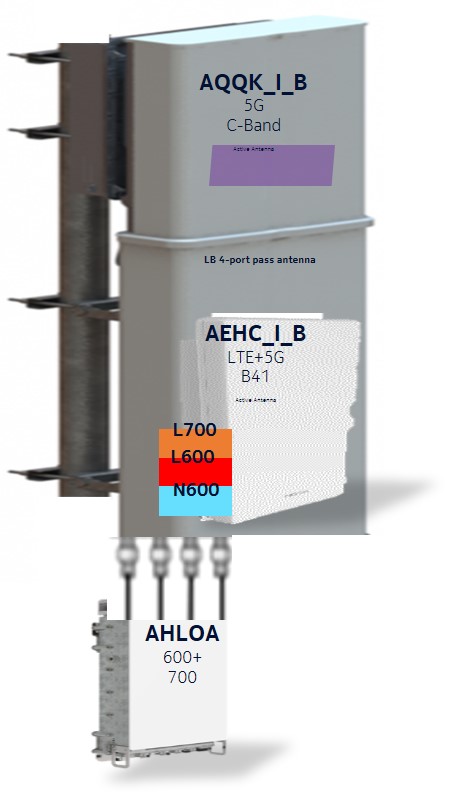 AQQK_I_B
5G
C-Band
Active Antenna
LB 4-port pass antenna
AEHC_I_B
LTE+5G
B41
Active Antenna
L700
L600
N600
AHLOA
600+
700